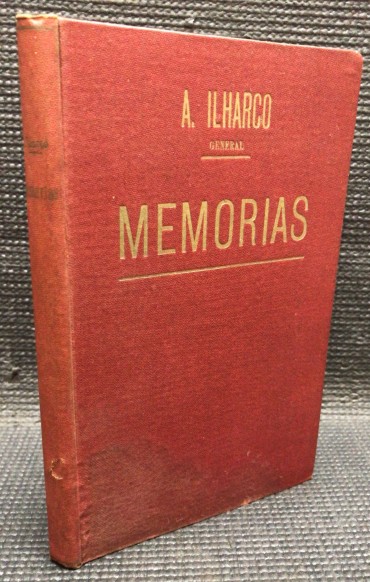 A. ILHARCO
GENERAL
MEMORIAS